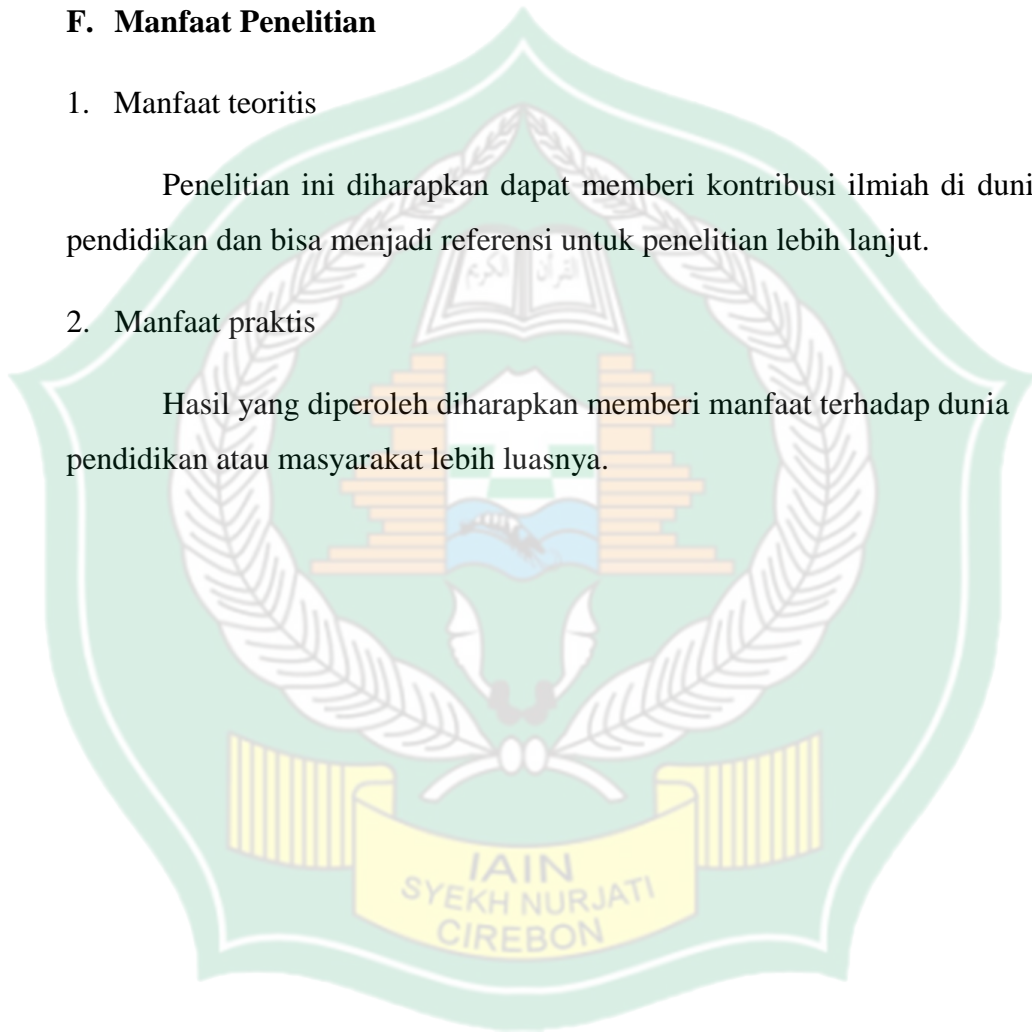 F. Manfaat Penelitian
1. Manfaat teoritis
Penelitian ini diharapkan dapat memberi kontribusi ilmiah di duni
pendidikan dan bisa menjadi referensi untuk penelitian lebih lanjut.
القرآن الكريم
2. Manfaat praktis
Hasil yang diperoleh diharapkan memberi manfaat terhadap dunia
pendidikan atau masyarakat lebih luasnya.
IAIN
SYEKH NURJATI
CIREBON